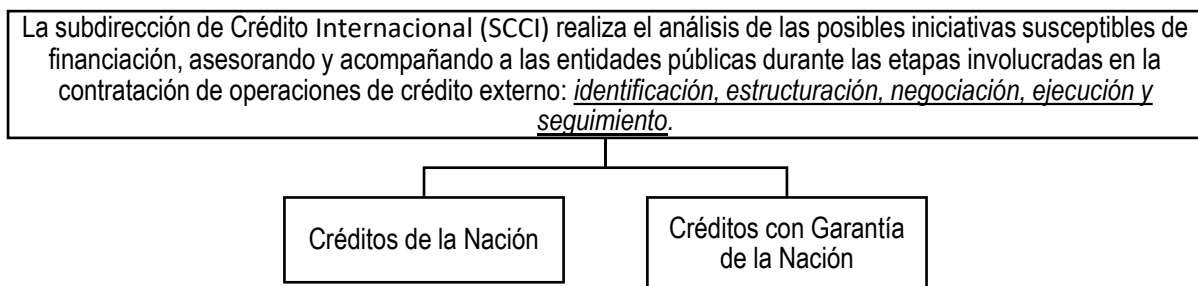 La subdirección de Crédito Internacional (SCCI) realiza el análisis de las posibles iniciativas susceptibles de
financiación, asesorando y acompañando a las entidades públicas durante las etapas involucradas en la
contratación de operaciones de crédito externo: identificación, estructuración, negociación, ejecución y
seguimiento.
Créditos de la Nación
Créditos con Garantía
de la Nación